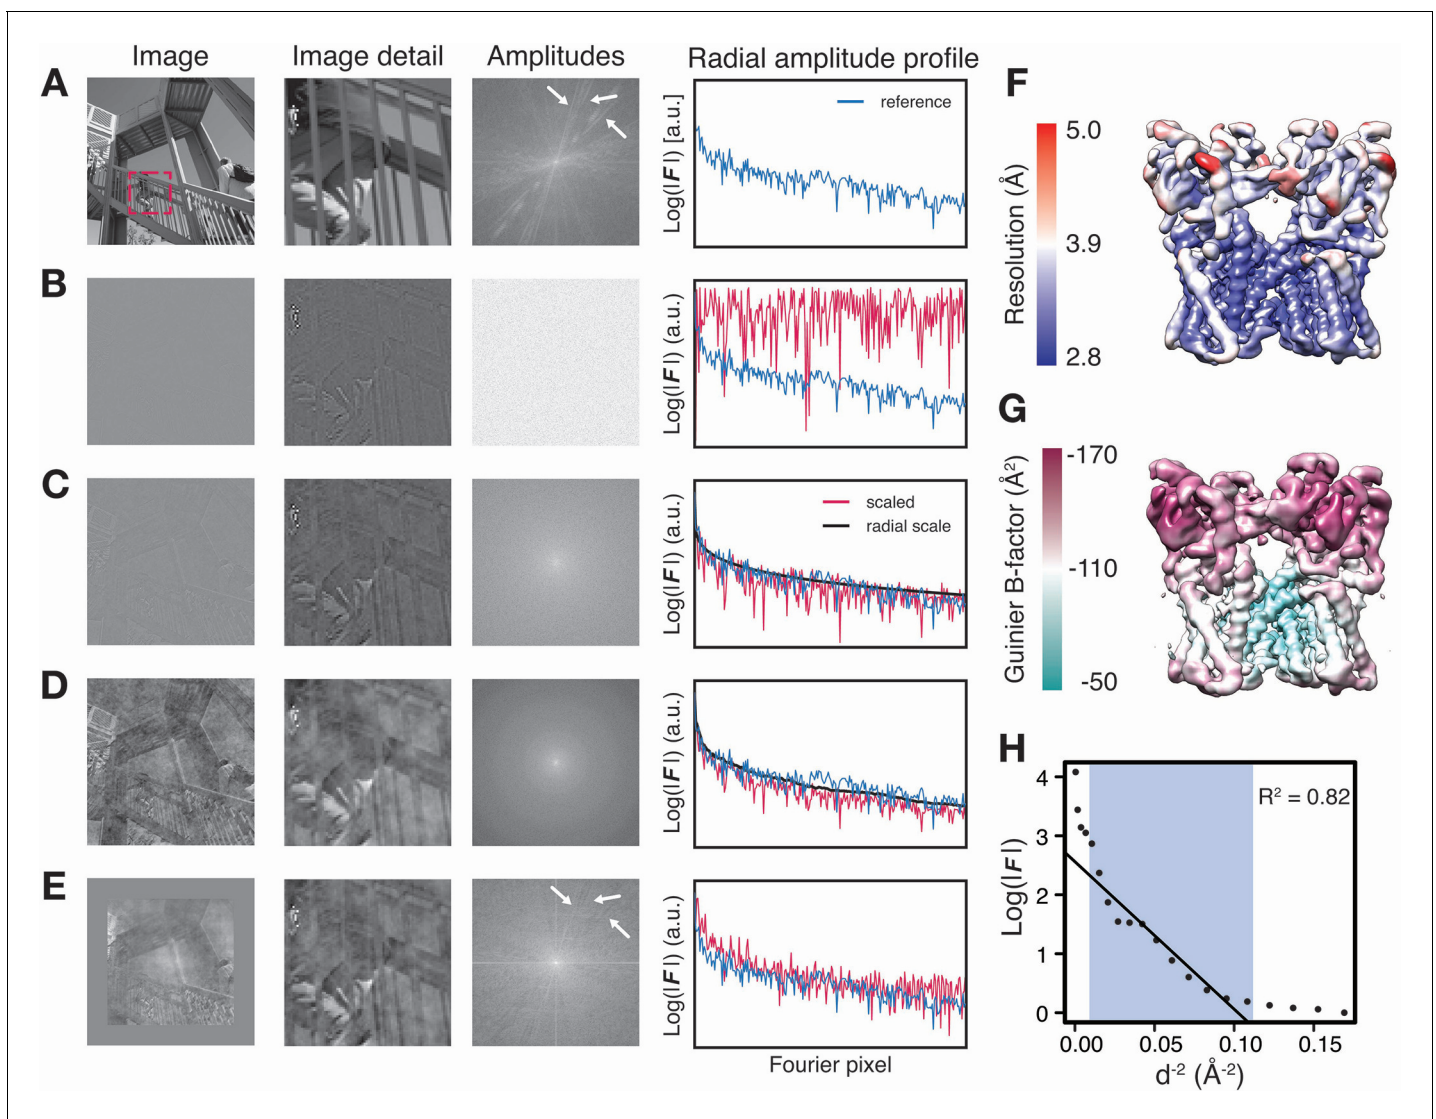 Image
Image detail
Amplitudes
Radial amplitude profile
A
Log(|F|) [a.u.]
reference
B
Log(|F|) (a.u.)
C
Log(|F|) (a.u.)
scaled
radial scale
D
Log(|F|) (a.u.)
E
Log(|F|) (a.u.)
Fourier pixel
F
Resolution (Å)
5.0
3.9
2.8
G
Guinier B-factor (Å²)
-170
-110
-50
H
Log(|F|)
4
3
2
1
0
R² = 0.82
0.00 0.05 0.10 0.15
d⁻² (Å⁻²)